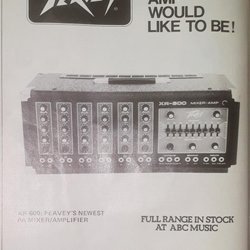 PEAVEY
AMP
WOULD
LIKE TO BE!
XR-600 MIXER-AMP
PEAVEY
XR-600: PEAVEY'S NEWEST
PA MIXER/AMPLIFIER
FULL RANGE IN STOCK
AT ABC MUSIC